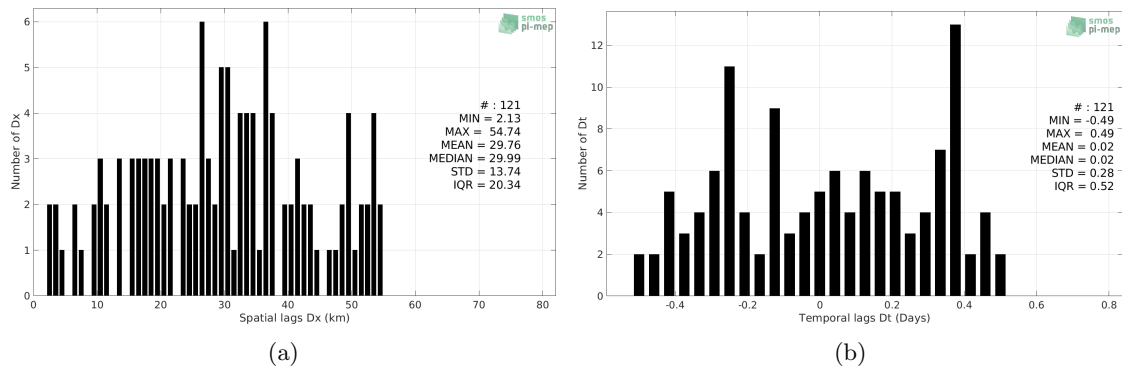 6
5
4
3
2
1
0
Number of Dx
0 10 20 30 40 50 60 70 80
Spatial lags Dx (km)
smos
pi-mep
# : 121
MIN = 2.13
MAX = 54.74
MEAN = 29.76
MEDIAN = 29.99
STD = 13.74
IQR = 20.34
(a)
12
10
8
6
4
2
0
Number of Dt
-0.4 -0.2 0 0.2 0.4 0.6 0.8
Temporal lags Dt (Days)
smos
pi-mep
# : 121
MIN = -0.49
MAX = 0.49
MEAN = 0.02
MEDIAN = 0.02
STD = 0.28
IQR = 0.52
(b)